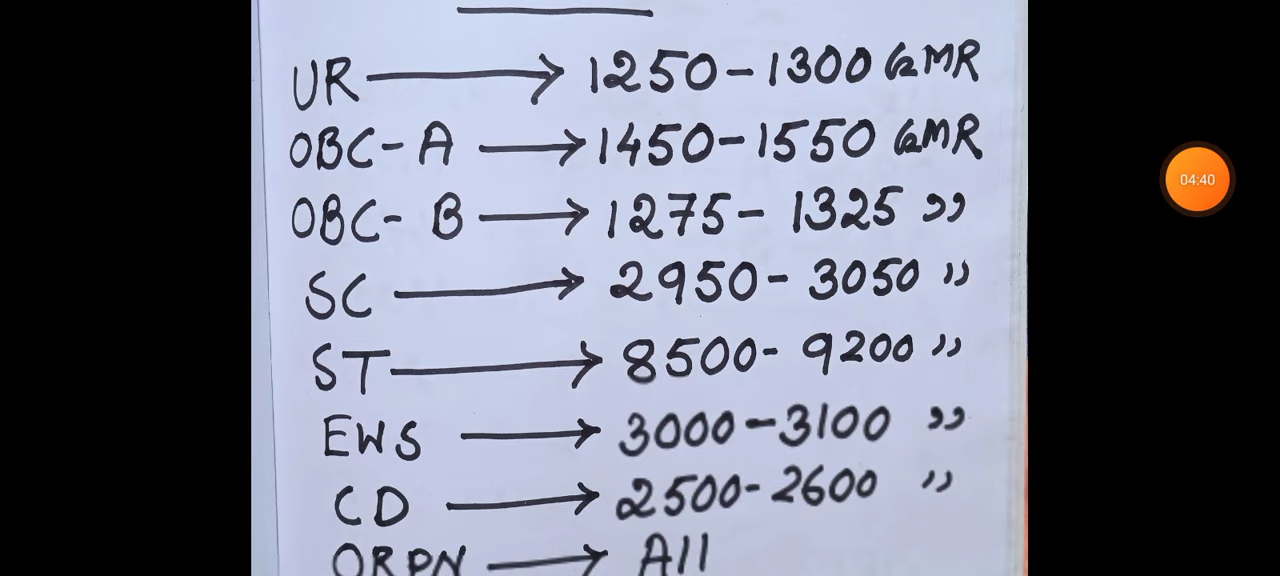 UR → 1250-1300 GMR
OBC-A → 1450-1550 GMR
OBC-B → 1275-1325 ”
SC → 2950-3050 ”
ST → 8500-9200 ”
EWS → 3000-3100 ”
CD → 2500-2600 ”
ORPN → All
04:40